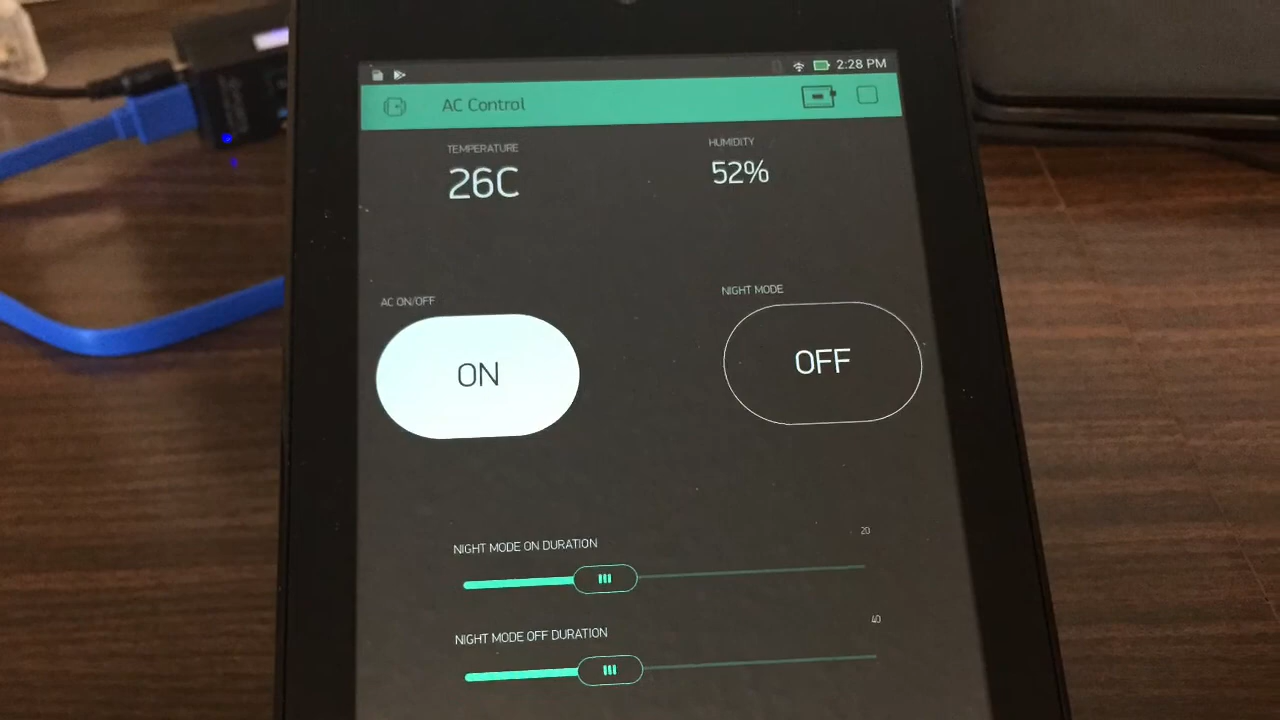 2:28 PM
AC Control
TEMPERATURE
HUMIDITY
26C
52%
AC ON/OFF
NIGHT MODE
ON
OFF
NIGHT MODE ON DURATION
20
NIGHT MODE OFF DURATION
40